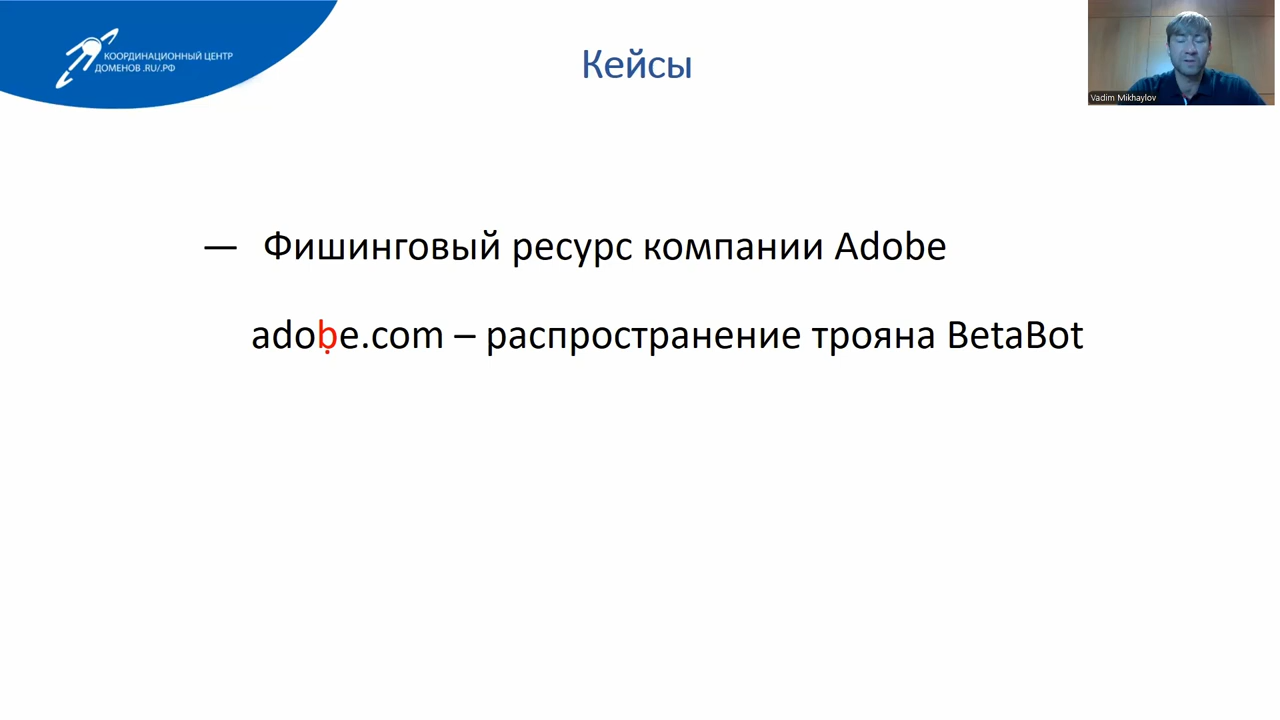 КООРДИНАЦИОННЫЙ ЦЕНТР
ДОМЕНОВ .RU/.РФ
Кейсы
Vadim Mikhaylov
— Фишинговый ресурс компании Adobe
adoḅe.com – распространение трояна BetaBot